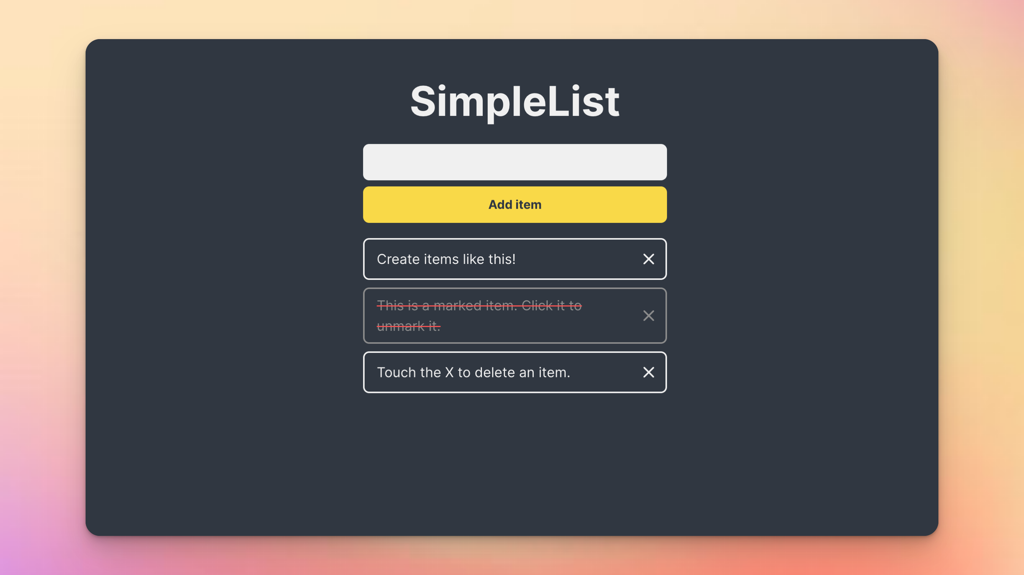 SimpleList
Add item
Create items like this!
This is a marked item. Click it to
unmark it.
Touch the X to delete an item.